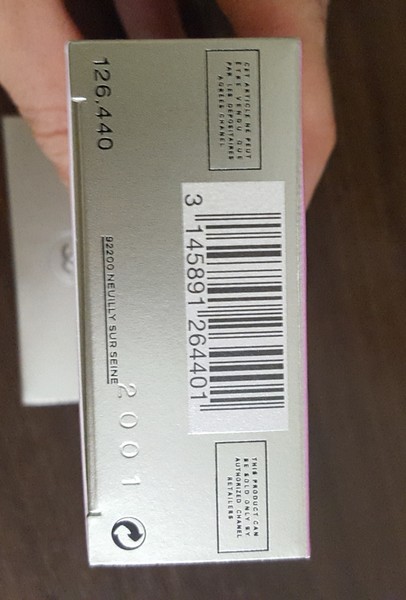 CET ARTICLE NE PEUT
ÊTRE VENDU QUE
PAR LES DÉPOSITAIRES
AGRÉÉS CHANEL
3 145891 264401
THIS PRODUCT CAN
BE SOLD ONLY BY
AUTHORIZED CHANEL
RETAILERS
126.440
92200 NEUILLY SUR SEINE
2001